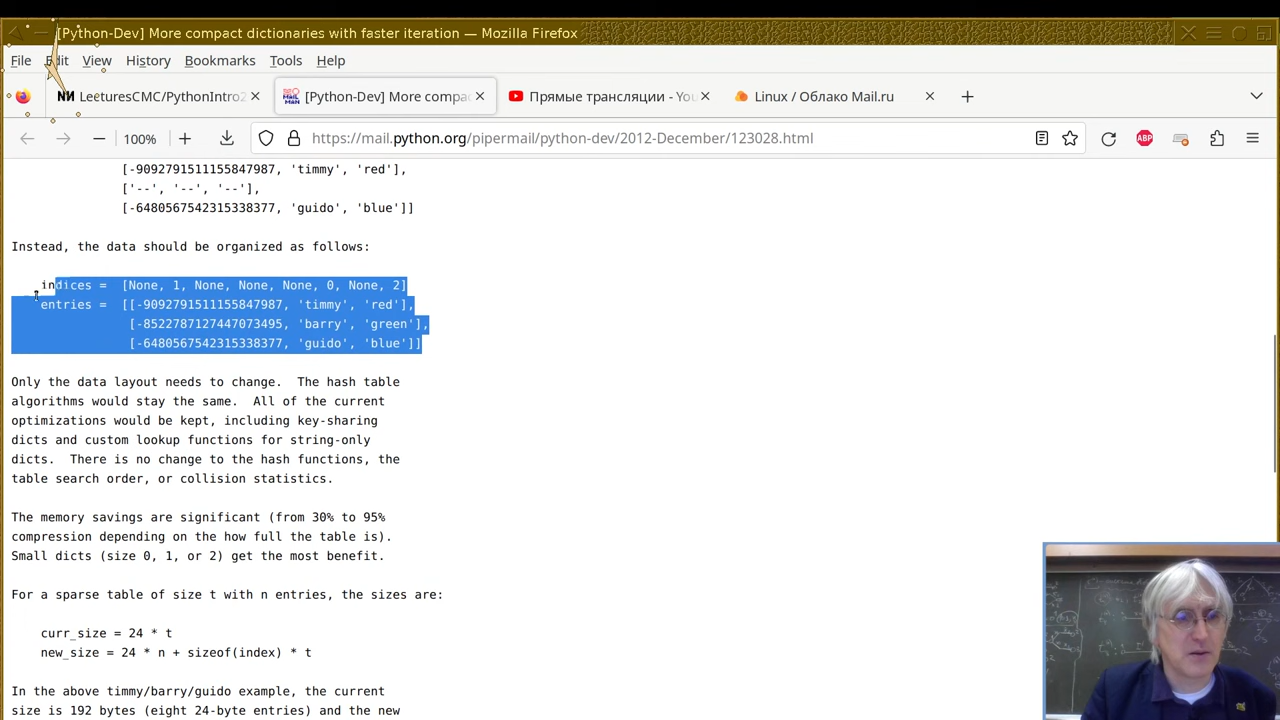 [Python-Dev] More compact dictionaries with faster iteration — Mozilla Firefox
File Edit View History Bookmarks Tools Help
LecturesCMC/PythonIntro2
[Python-Dev] More compa
Прямые трансляции - You
Linux / Облако Mail.ru
100%
https://mail.python.org/pipermail/python-dev/2012-December/123028.html
ABP
[-9092791511155847987, 'timmy', 'red'],
['--', '--', '--'],
[-6480567542315338377, 'guido', 'blue']]
Instead, the data should be organized as follows:
indices =  [None, 1, None, None, None, 0, None, 2]
entries =  [[-9092791511155847987, 'timmy', 'red'],
[-8522787127447073495, 'barry', 'green'],
[-6480567542315338377, 'guido', 'blue']]
Only the data layout needs to change.  The hash table
algorithms would stay the same.  All of the current
optimizations would be kept, including key-sharing
dicts and custom lookup functions for string-only
dicts.  There is no change to the hash functions, the
table search order, or collision statistics.
The memory savings are significant (from 30% to 95%
compression depending on the how full the table is).
Small dicts (size 0, 1, or 2) get the most benefit.
For a sparse table of size t with n entries, the sizes are:
curr_size = 24 * t
new_size = 24 * n + sizeof(index) * t
In the above timmy/barry/guido example, the current
size is 192 bytes (eight 24-byte entries) and the new